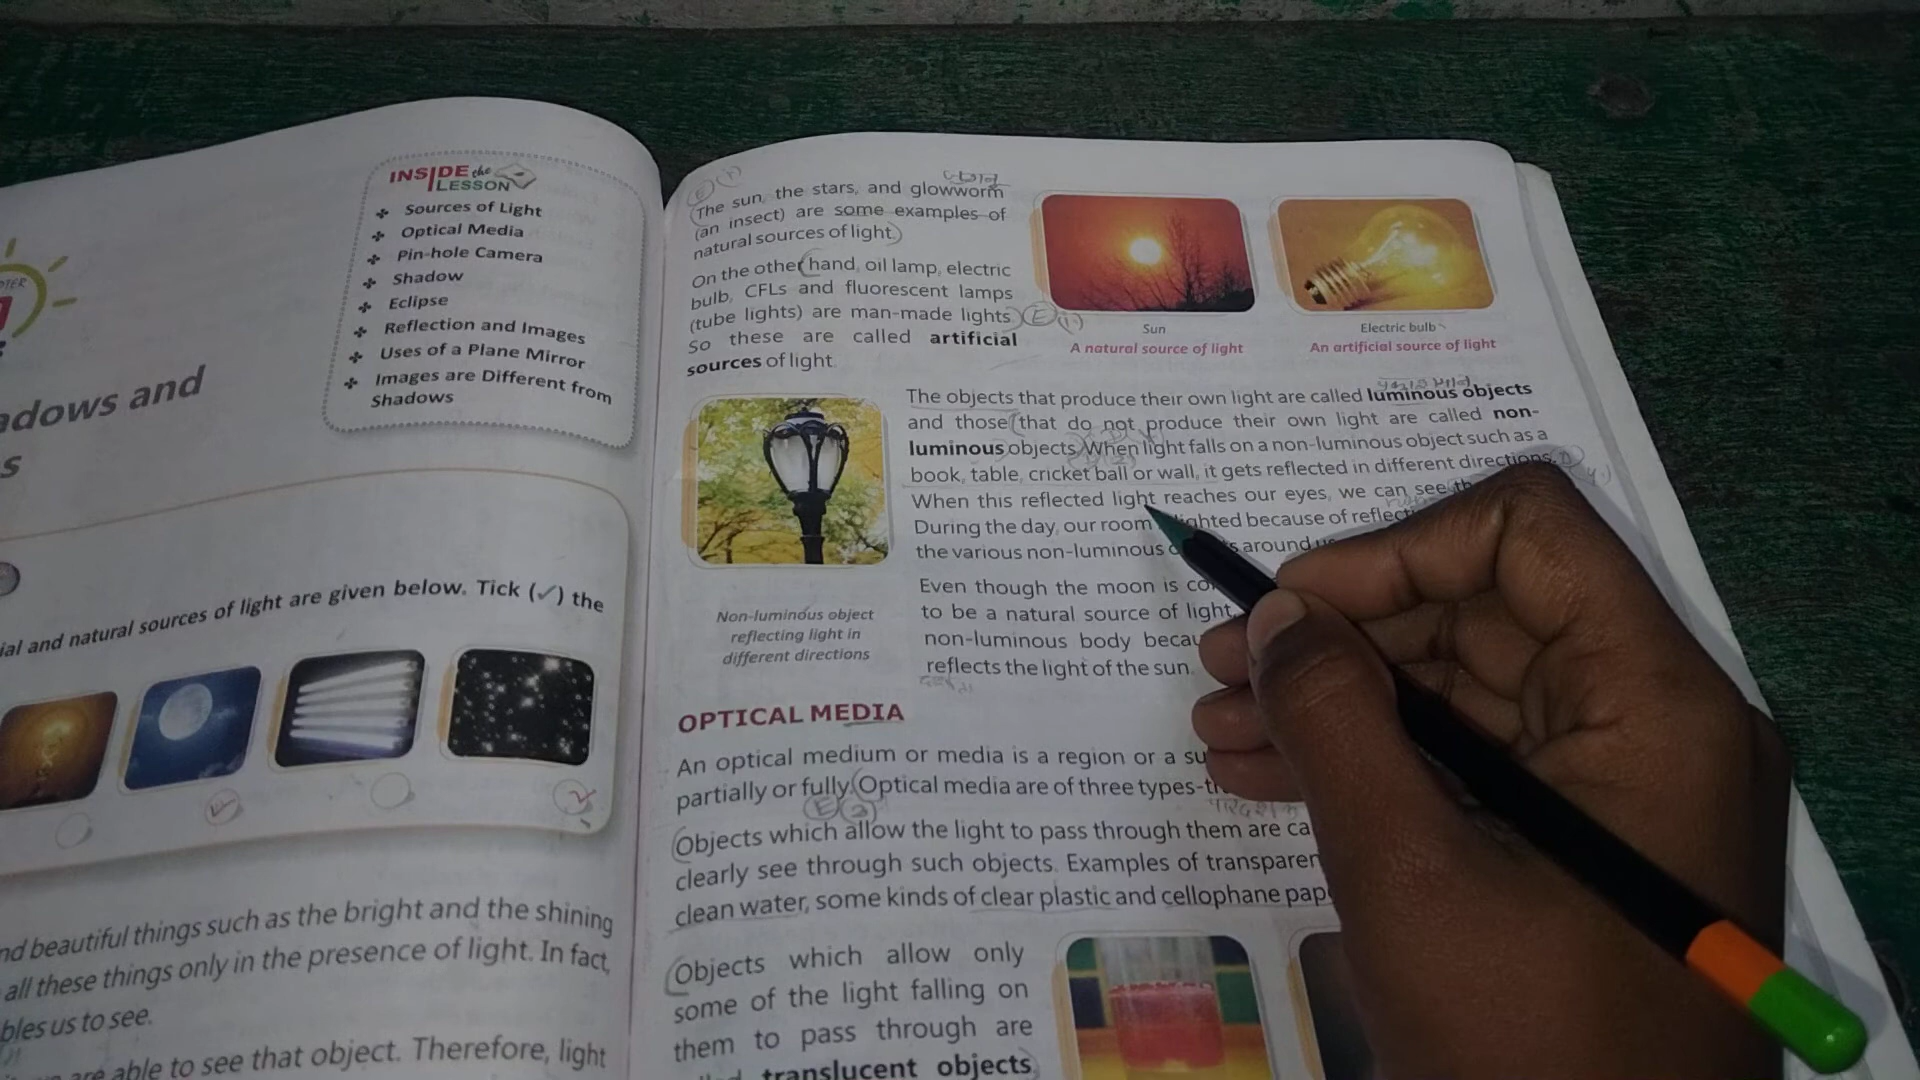 INSIDE the
LESSON
Sources of Light
Optical Media
Pin-hole Camera
Shadow
Eclipse
Reflection and Images
Uses of a Plane Mirror
Images are Different from
Shadows
adows and
s
ial and natural sources of light are given below. Tick (✓) the
nd beautiful things such as the bright and the shining
all these things only in the presence of light. In fact,
bles us to see.
are able to see that object. Therefore, light
The sun, the stars, and glowworm
(an insect) are some examples of
natural sources of light.
On the other hand, oil lamp, electric
bulb, CFLs and fluorescent lamps
(tube lights) are man-made lights.
So these are called artificial
sources of light.
Sun
A natural source of light
Electric bulb
An artificial source of light
The objects that produce their own light are called luminous objects
and those that do not produce their own light are called non-
luminous objects. When light falls on a non-luminous object such as a
book, table, cricket ball or wall, it gets reflected in different directions.
When this reflected light reaches our eyes, we can see
During the day, our room lighted because of
the various non-luminous around
Non-luminous object
reflecting light in
different directions
Even though the moon is
to be a natural source of light,
non-luminous body
reflects the light of the sun.
OPTICAL MEDIA
An optical medium or media is a region or a
partially or fully. Optical media are of three types-
Objects which allow the light to pass through them are
clearly see through such objects. Examples of
clean water, some kinds of clear plastic and cellophane
Objects which allow only
some of the light falling on
them to pass through are
translucent objects